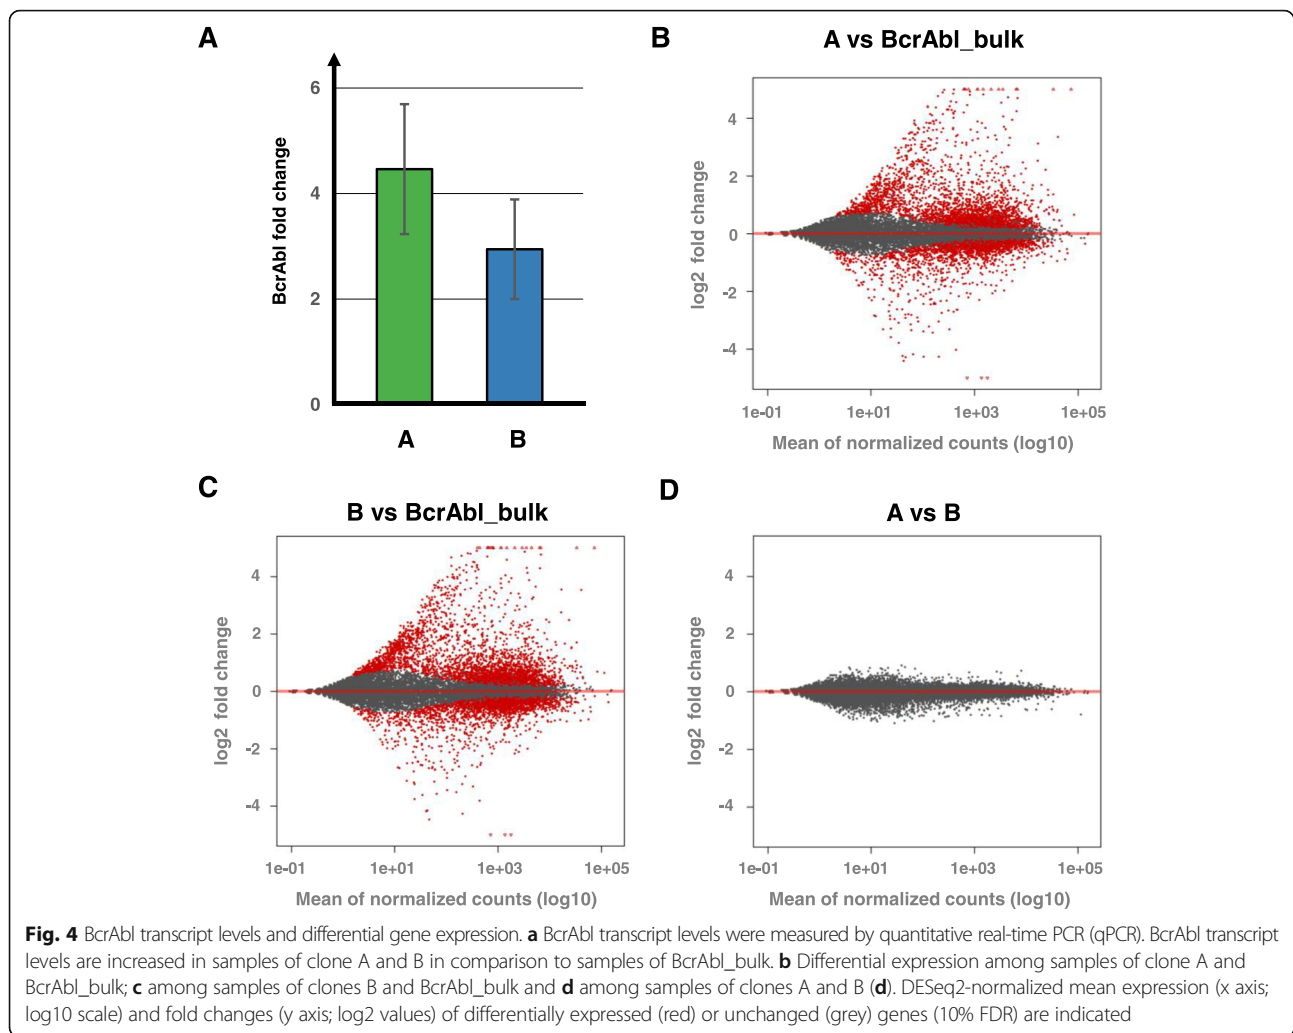 A
BcrAbl fold change
6
4
2
0
A
B
B
A vs BcrAbl_bulk
log2 fold change
4
2
0
-2
-4
1e-01
1e+01
1e+03
1e+05
Mean of normalized counts (log10)
C
B vs BcrAbl_bulk
log2 fold change
4
2
0
-2
-4
1e-01
1e+01
1e+03
1e+05
Mean of normalized counts (log10)
D
A vs B
log2 fold change
4
2
0
-2
-4
1e-01
1e+01
1e+03
1e+05
Mean of normalized counts (log10)
Fig. 4 BcrAbl transcript levels and differential gene expression. a BcrAbl transcript levels were measured by quantitative real-time PCR (qPCR). BcrAbl transcript
levels are increased in samples of clone A and B in comparison to samples of BcrAbl_bulk. b Differential expression among samples of clone A and
BcrAbl_bulk; c among samples of clones B and BcrAbl_bulk and d among samples of clones A and B (d). DESeq2-normalized mean expression (x axis;
log10 scale) and fold changes (y axis; log2 values) of differentially expressed (red) or unchanged (grey) genes (10% FDR) are indicated